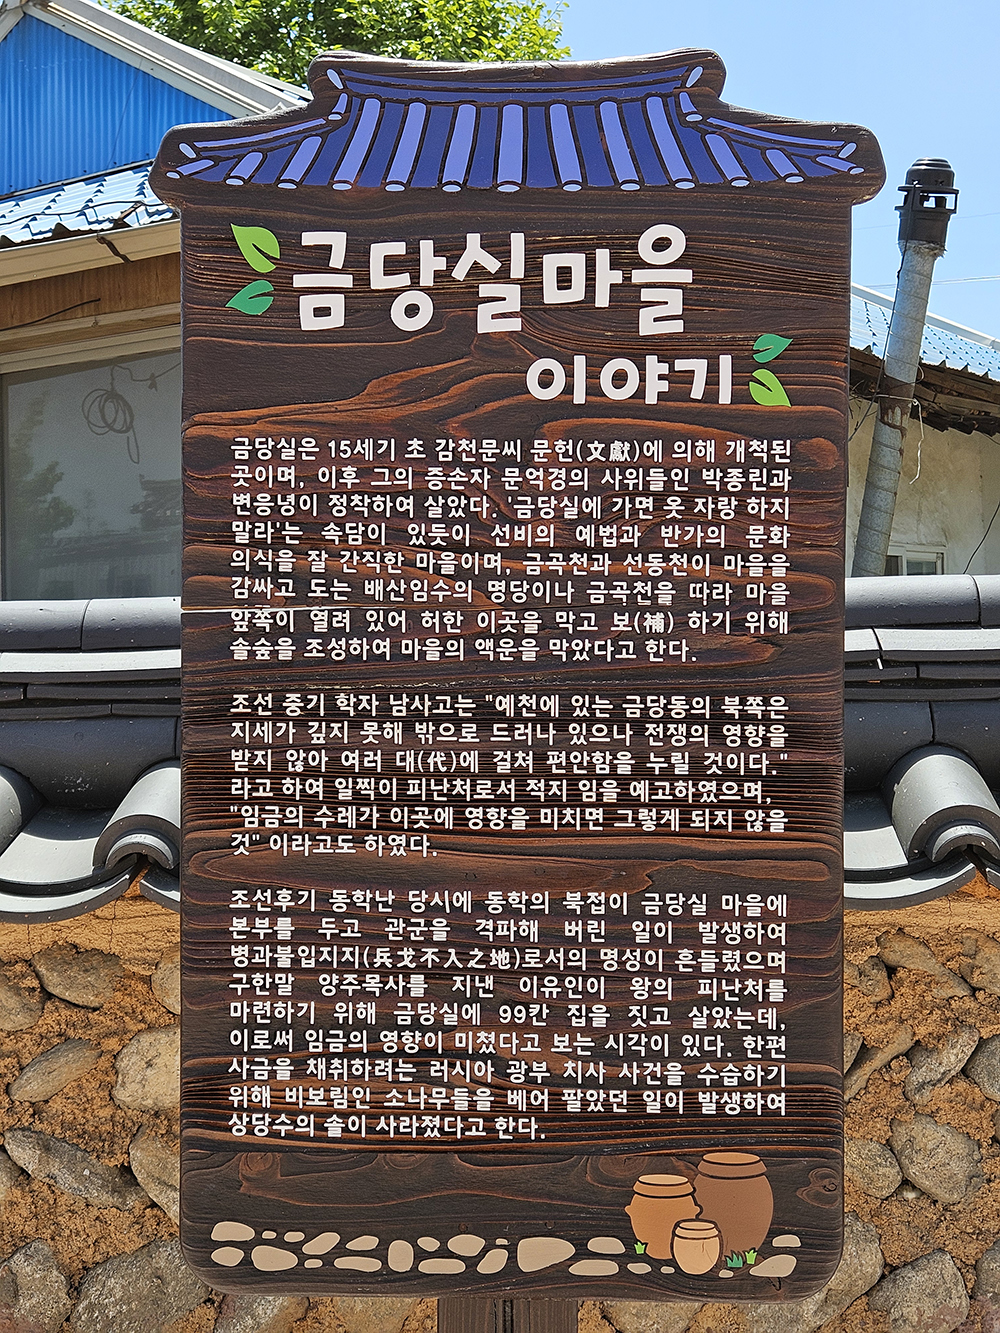 금당실마을
이야기
금당실은 15세기 초 감천문씨 문헌(文獻)에 의해 개척된
곳이며, 이후 그의 증손자 문억경의 사위들인 박종린과
변응녕이 정착하여 살았다. '금당실에 가면 옷 자랑 하지
말라'는 속담이 있듯이 선비의 예법과 반가의 문화
의식을 잘 간직한 마을이며, 금곡천과 선동천이 마을을
감싸고 도는 배산임수의 명당이나 금곡천을 따라 마을
앞쪽이 열려 있어 허한 이곳을 막고 보(補) 하기 위해
솔숲을 조성하여 마을의 액운을 막았다고 한다.
조선 중기 학자 남사고는 "예천에 있는 금당동의 북쪽은
지세가 깊지 못해 밖으로 드러나 있으나 전쟁의 영향을
받지 않아 여러 대(代)에 걸쳐 편안함을 누릴 것이다."
라고 하여 일찍이 피난처로서 적지 임을 예고하였으며,
"임금의 수레가 이곳에 영향을 미치면 그렇게 되지 않을
것" 이라고도 하였다.
조선후기 동학난 당시에 동학의 북접이 금당실 마을에
본부를 두고 관군을 격파해 버린 일이 발생하여
병과불입지지(兵戈不入之地)로서의 명성이 흔들렸으며
구한말 양주목사를 지낸 이유인이 왕의 피난처를
마련하기 위해 금당실에 99칸 집을 짓고 살았는데,
이로써 임금의 영향이 미쳤다고 보는 시각이 있다. 한편
사금을 채취하려는 러시아 광부 치사 사건을 수습하기
위해 비보림인 소나무들을 베어 팔았던 일이 발생하여
상당수의 솔이 사라졌다고 한다.